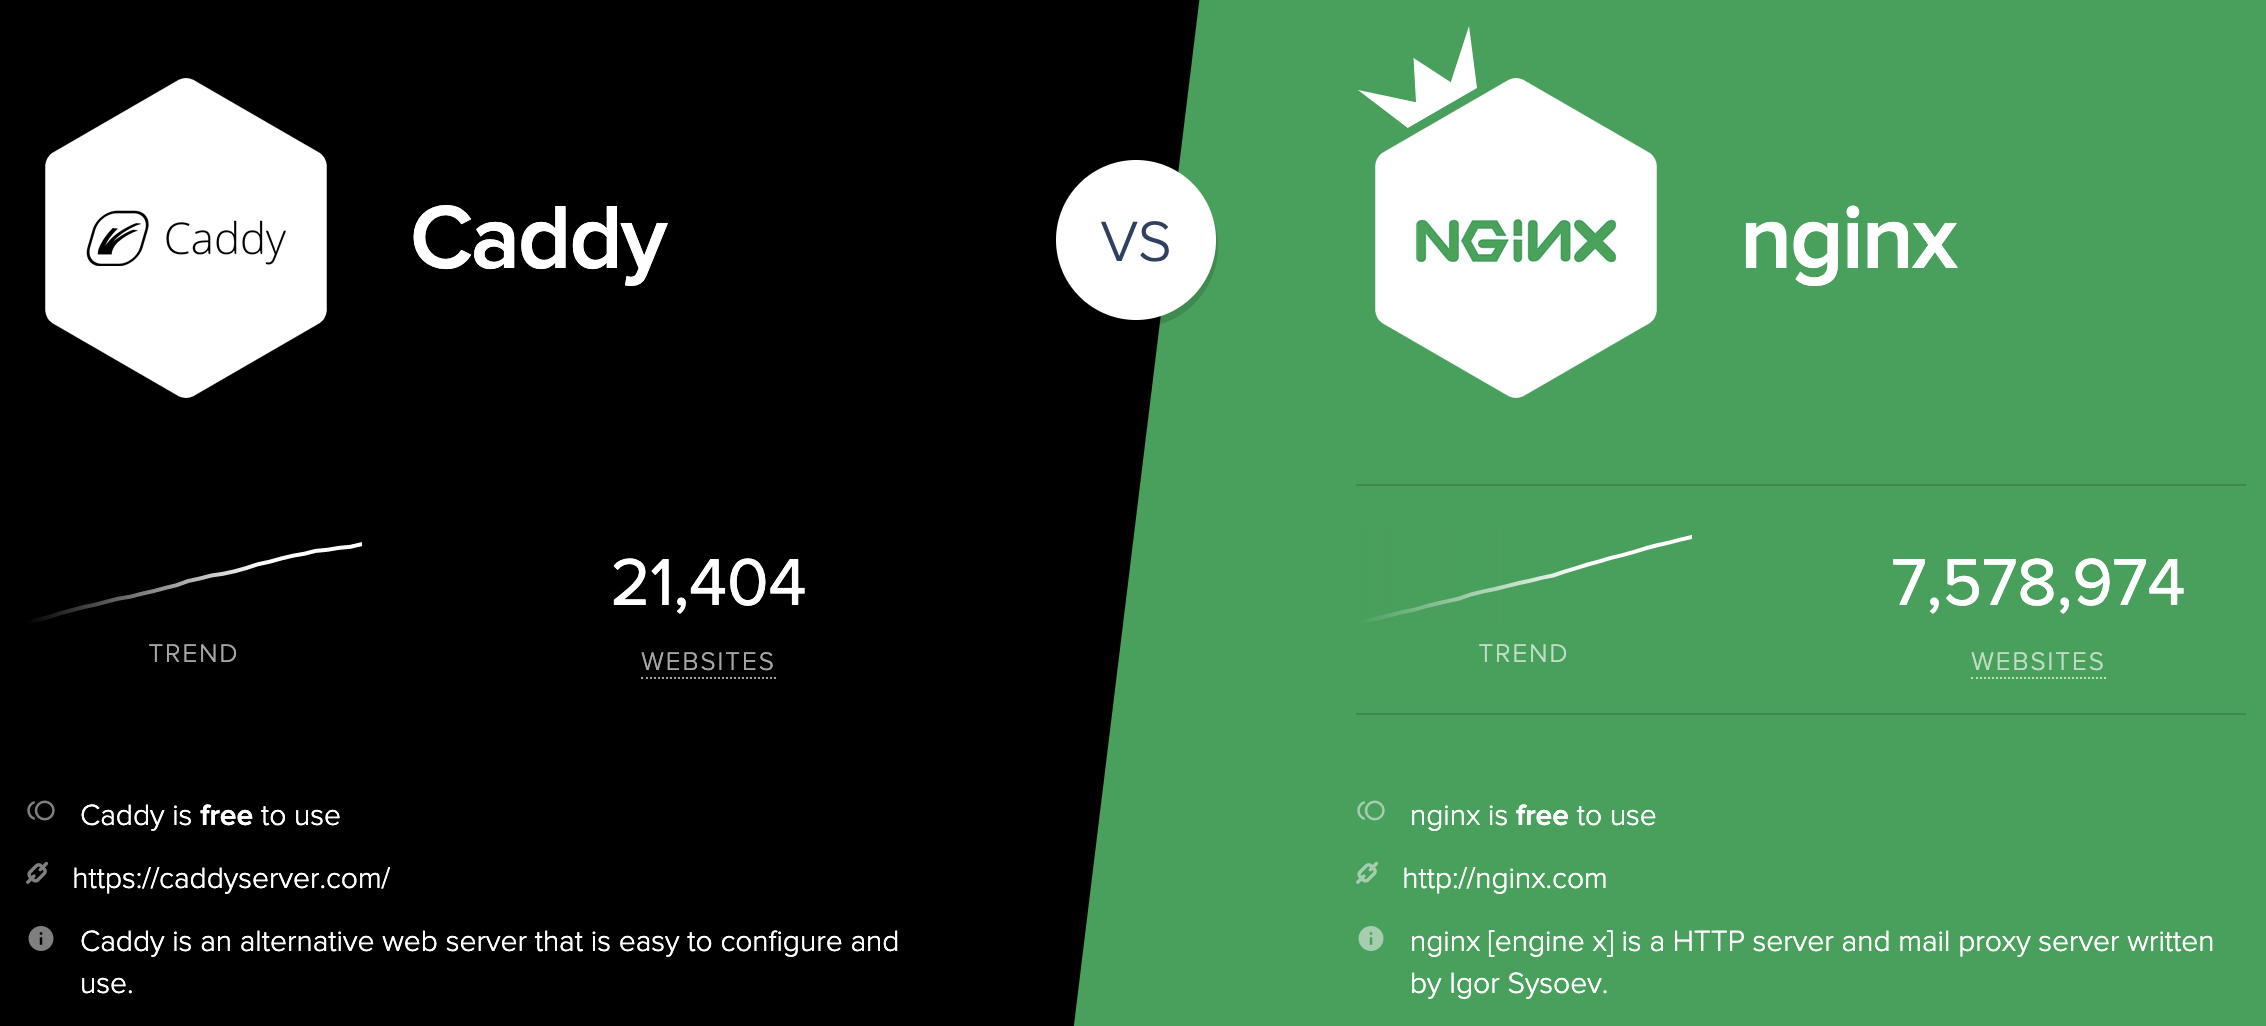 Caddy
Caddy
VS
NGINX
nginx
21,404
TREND
WEBSITES
7,578,974
TREND
WEBSITES
Caddy is free to use
https://caddyserver.com/
Caddy is an alternative web server that is easy to configure and
use.
nginx is free to use
http://nginx.com
nginx [engine x] is a HTTP server and mail proxy server written
by Igor Sysoev.